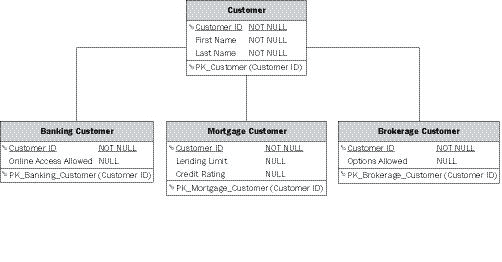 Customer
Customer ID NOT NULL
First Name NOT NULL
Last Name NOT NULL
PK_Customer (Customer ID)
Banking Customer
Customer ID NOT NULL
Online Access Allowed NULL
PK_Banking_Customer (Customer ID)
Mortgage Customer
Customer ID NOT NULL
Lending Limit NULL
Credit Rating NULL
PK_Mortgage_Customer (Customer ID)
Brokerage Customer
Customer ID NOT NULL
Options Allowed NULL
PK_Brokerage_Customer (Customer ID)